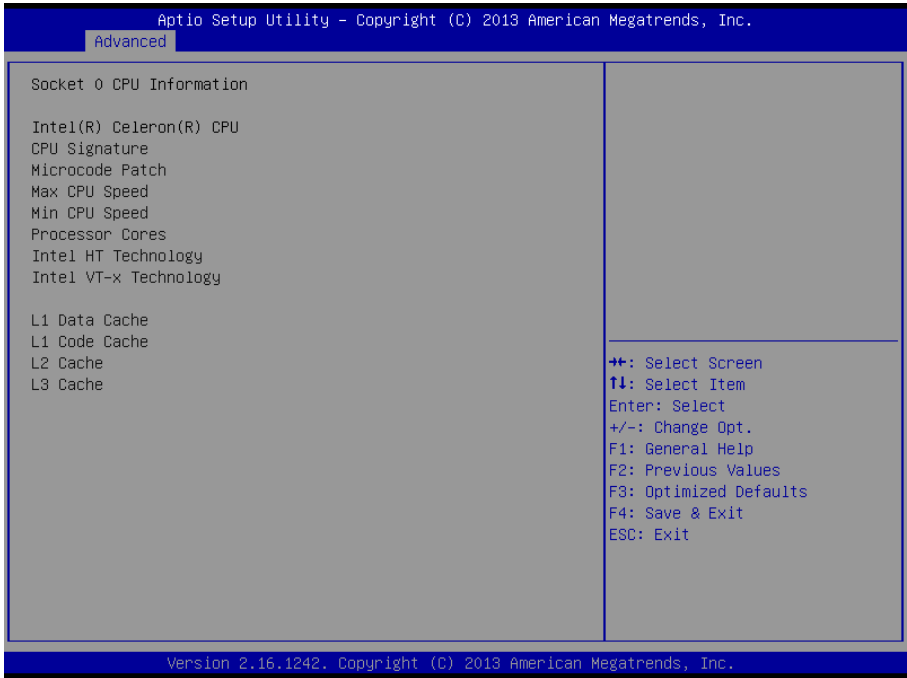 Aptio Setup Utility – Copyright (C) 2013 American Megatrends, Inc.
Advanced
Socket 0 CPU Information
Intel(R) Celeron(R) CPU
CPU Signature
Microcode Patch
Max CPU Speed
Min CPU Speed
Processor Cores
Intel HT Technology
Intel VT-x Technology
L1 Data Cache
L1 Code Cache
L2 Cache
L3 Cache
→←: Select Screen
↑↓: Select Item
Enter: Select
+/-: Change Opt.
F1: General Help
F2: Previous Values
F3: Optimized Defaults
F4: Save & Exit
ESC: Exit
Version 2.16.1242. Copyright (C) 2013 American Megatrends, Inc.